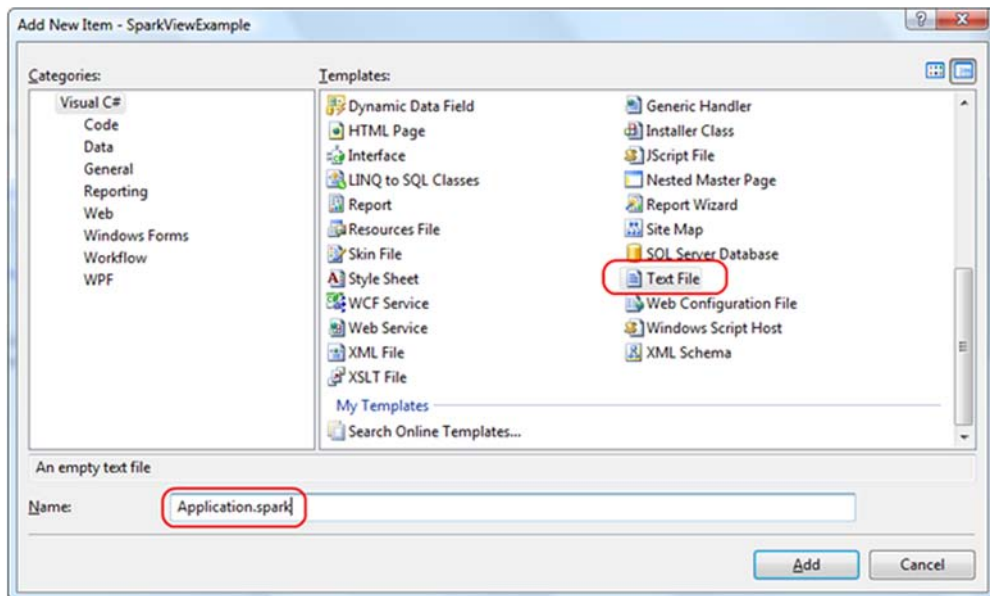 Add New Item - SparkViewExample
Categories:
Templates:
Visual C#
Code
Data
General
Reporting
Web
Windows Forms
Workflow
WPF
Dynamic Data Field
HTML Page
Interface
LINQ to SQL Classes
Report
Resources File
Skin File
Style Sheet
WCF Service
Web Service
XML File
XSLT File
Generic Handler
Installer Class
JScript File
Nested Master Page
Report Wizard
Site Map
SQL Server Database
Text File
Web Configuration File
Windows Script Host
XML Schema
My Templates
Search Online Templates...
An empty text file
Name:
Application.spark
Add
Cancel